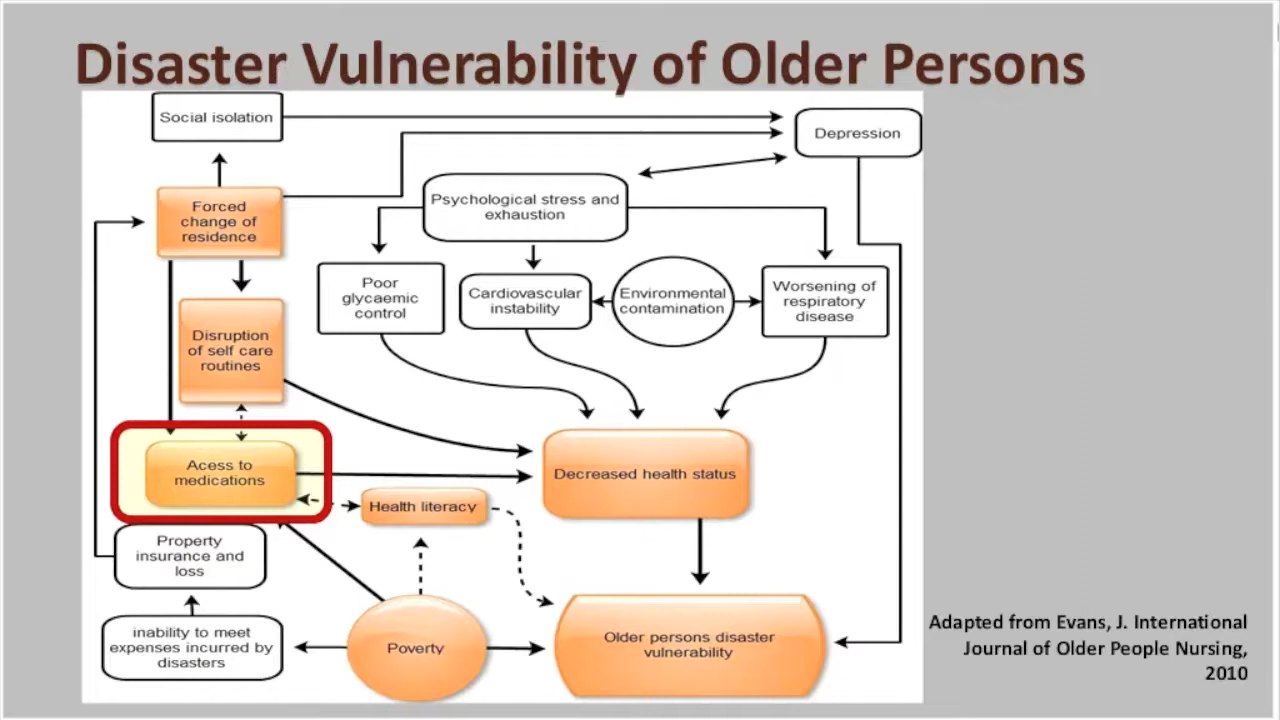 Disaster Vulnerability of Older Persons
Social isolation
Depression
Forced
change of
residence
Psychological stress and
exhaustion
Poor
glycaemic
control
Cardiovascular
instability
Environmental
contamination
Worsening of
respiratory
disease
Disruption
of self care
routines
Acess to
medications
Decreased health status
Health literacy
Property
insurance and
loss
inability to meet
expenses incurred by
disasters
Poverty
Older persons disaster
vulnerability
Adapted from Evans, J. International
Journal of Older People Nursing,
2010